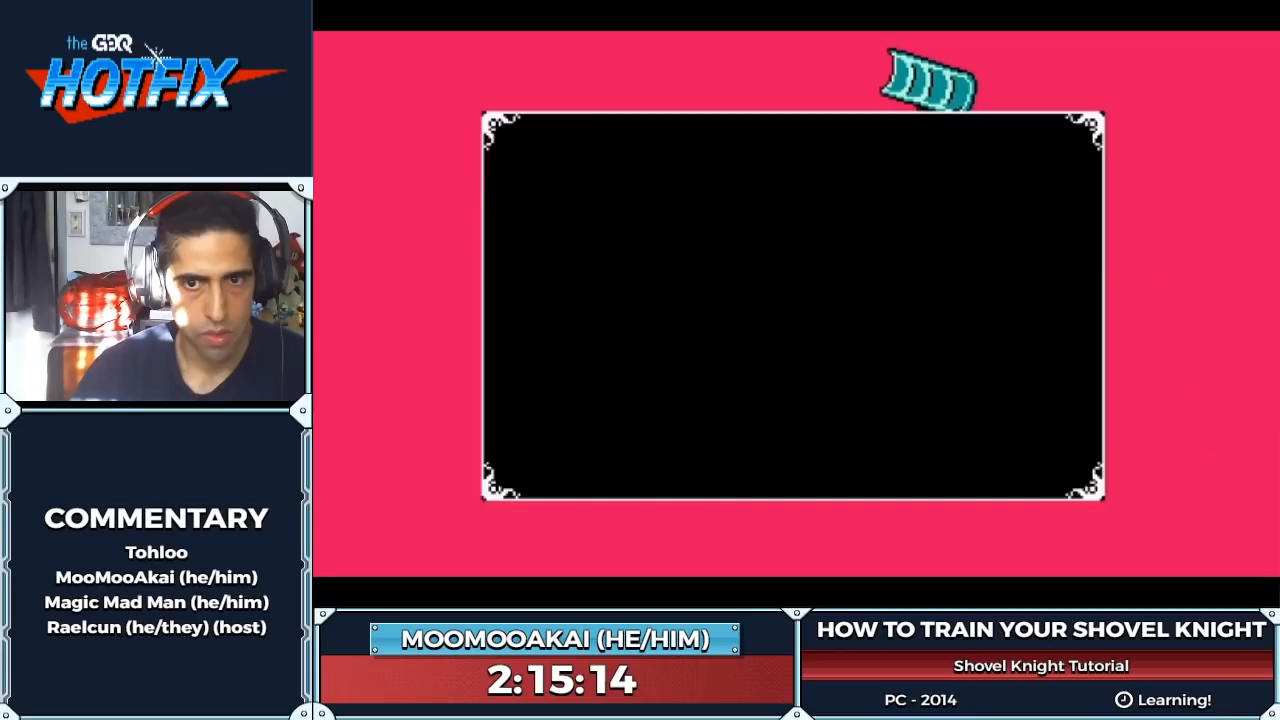 the GDQ
HOTFIX
COMMENTARY
Tohloo
MooMooAkai (he/him)
Magic Mad Man (he/him)
Raelcun (he/they) (host)
MOOMOOAKAI (HE/HIM)
2:15:14
HOW TO TRAIN YOUR SHOVEL KNIGHT
Shovel Knight Tutorial
PC - 2014
Learning!